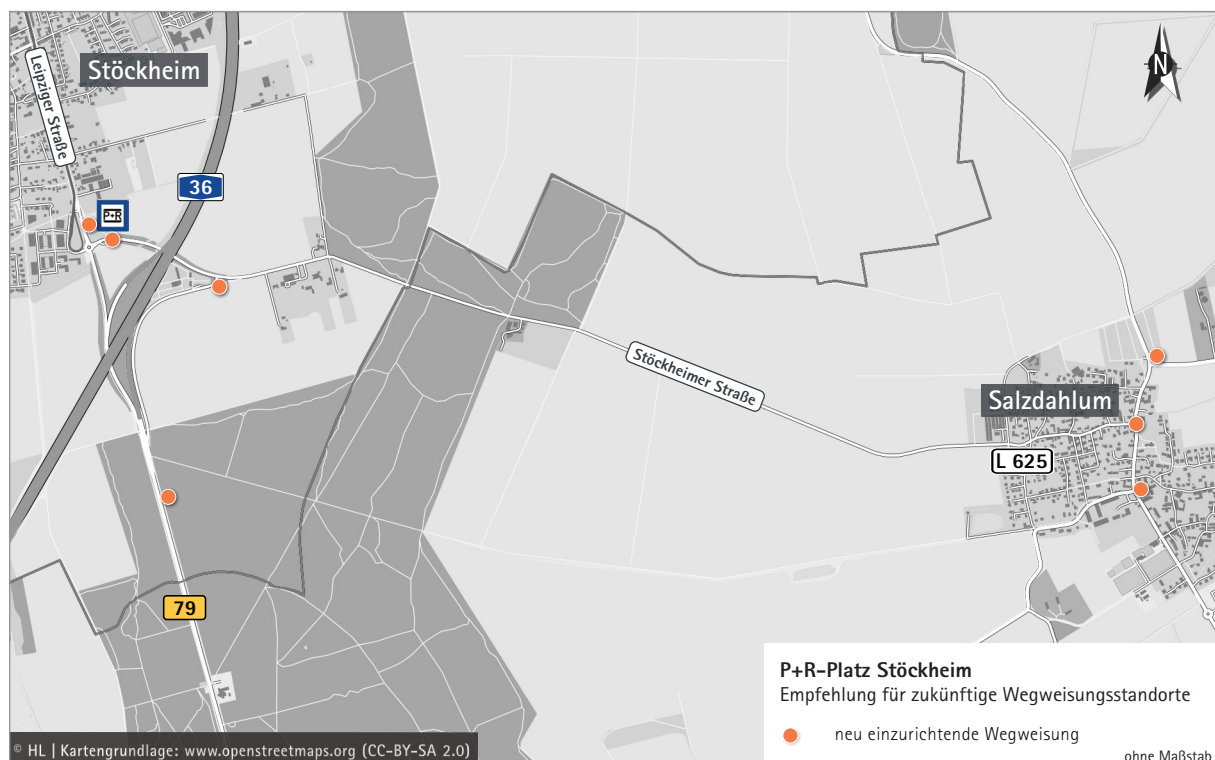 Stöckheim
Leipziger Straße
N
36
P+R
Stöckheimer Straße
Salzdahlum
L 625
79
P+R-Platz Stöckheim
Empfehlung für zukünftige Wegweisungsstandorte
neu einzurichtende Wegweisung
ohne Maßstab
© HL | Kartengrundlage: www.openstreetmaps.org (CC-BY-SA 2.0)